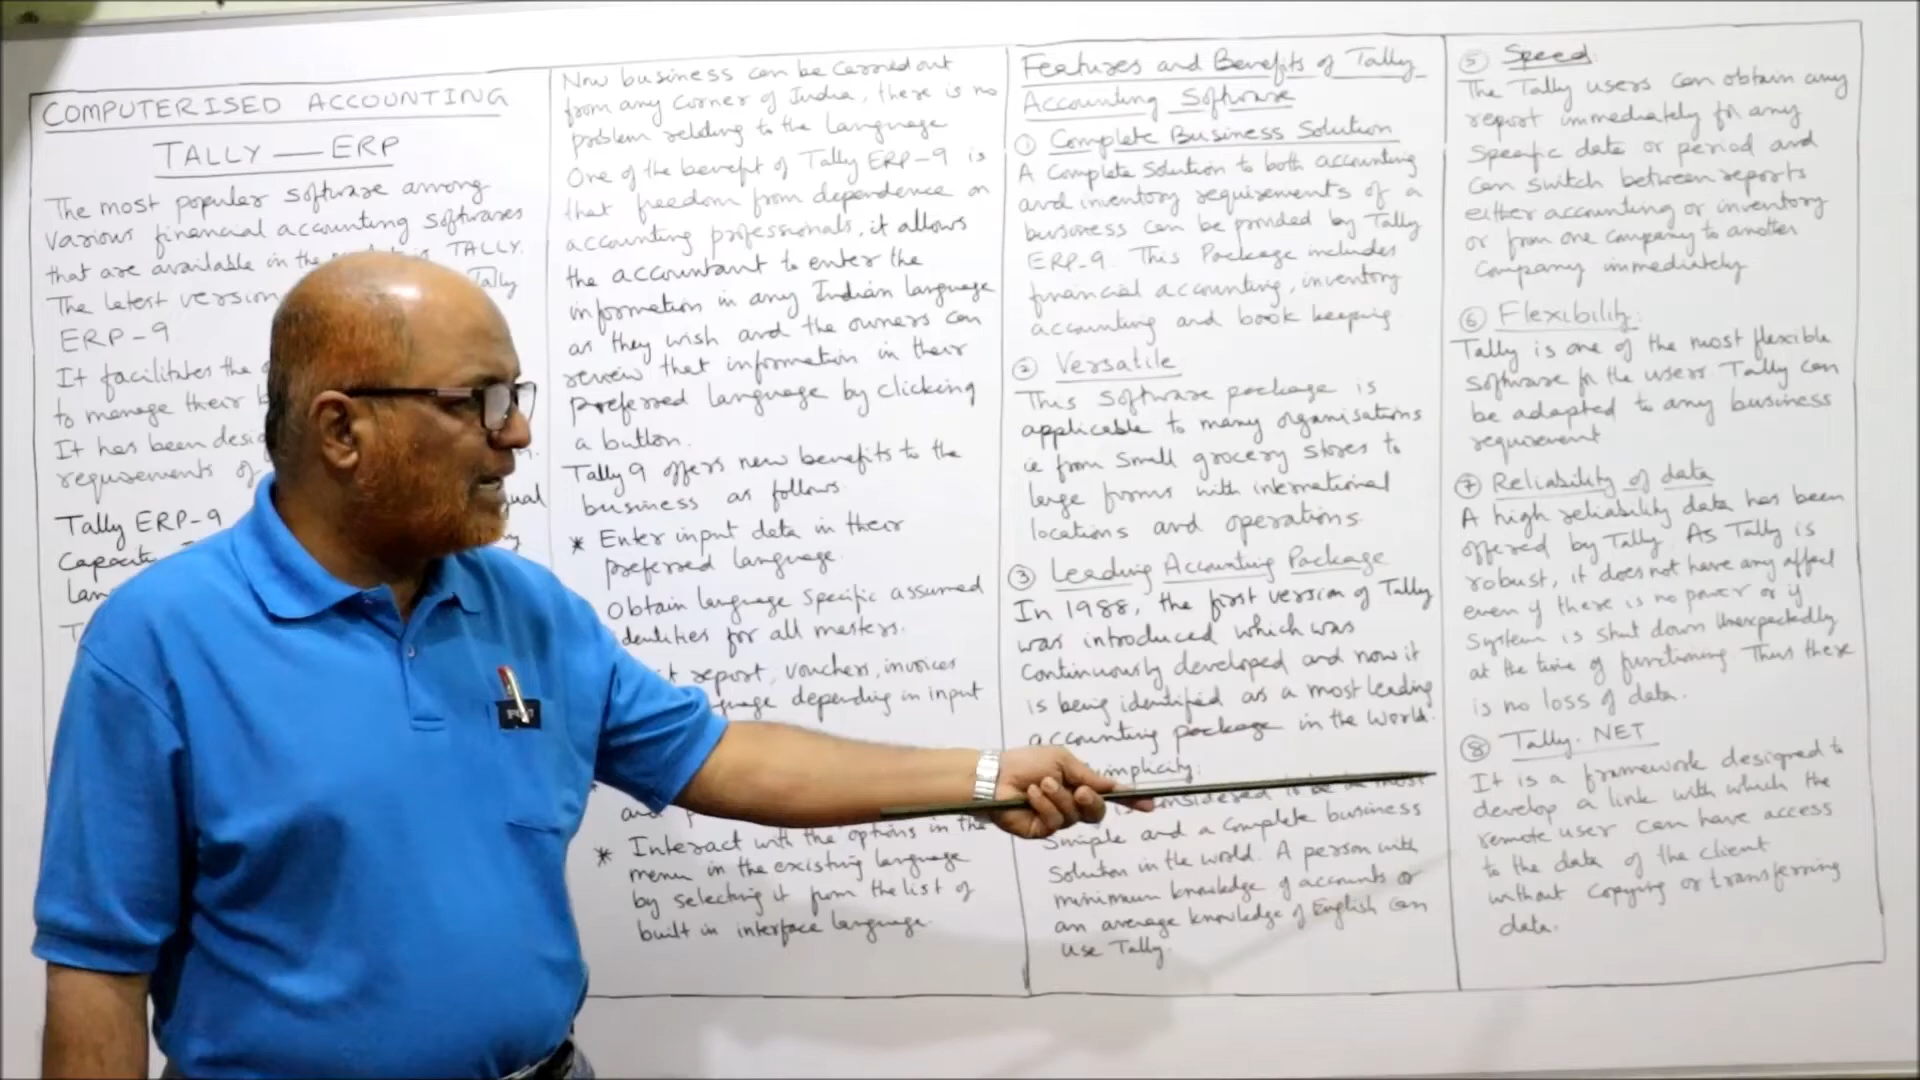 COMPUTERISED ACCOUNTING
TALLY — ERP
The most popular software among
various financial accounting softwares
that are available in the is TALLY.
The latest version Tally
ERP-9
It facilitates the
to manage their b
It has been desig
requirements of
Tally ERP-9
Capacity
lan
Now business can be carried out
from any corner of India, there is no
problem relding to the language
One of the benefit of Tally ERP-9 is
that freedom from dependence on
accounting professionals, it allows
the accountant to enter the
information in any Indian language
as they wish and the owners can
review that information in their
preferred language by clicking
a button.
Tally 9 offers new benefits to the
business as follows
* Enter input data in their
preferred language.
Obtain language specific assumed
dentities for all masters.
t report, vouchers, invoices
guage depending in input
and p
* Interact with the options in the
menu in the existing language
by selecting it from the list of
built in interface language.
Features and Benefits of Tally
Accounting Software
① Complete Business Solution
A Complete Solution to both accounting
and inventory requirements of a
business can be provided by Tally
ERP-9 This Package includes
financial accounting, inventory
accounting and book keeping.
② Versatile
This software package is
applicable to many organisations
ie from small grocery stores to
large firms with international
locations and operations.
③ Leading Accounting Package
In 1988, the first version of Tally
was introduced which was
Continuously developed and now it
is being identified as a most leading
accounting package in the world.
implicity.
is considered to be most
Simple and a complete business
Solution in the world. A person with
minimum knowledge of accounts or
an average knowledge of English can
use Tally.
⑤ Speed
The Tally users can obtain any
report immediately for any
specific date or period and
can switch between reports
either accounting or inventory
or from one company to another
company immediately
⑥ Flexibility:
Tally is one of the most flexible
software for the users Tally can
be adapted to any business
requirement
⑦ Reliability of data
A high reliability data has been
offered by Tally. As Tally is
robust, it does not have any affect
even if there is no power or if
system is shut down unexpectedly
at the time of functioning Thus there
is no loss of data.
⑧ Tally. NET
It is a framework designed to
develop a link with which the
remote user can have access
to the data of the client
without copying or transferring
data.